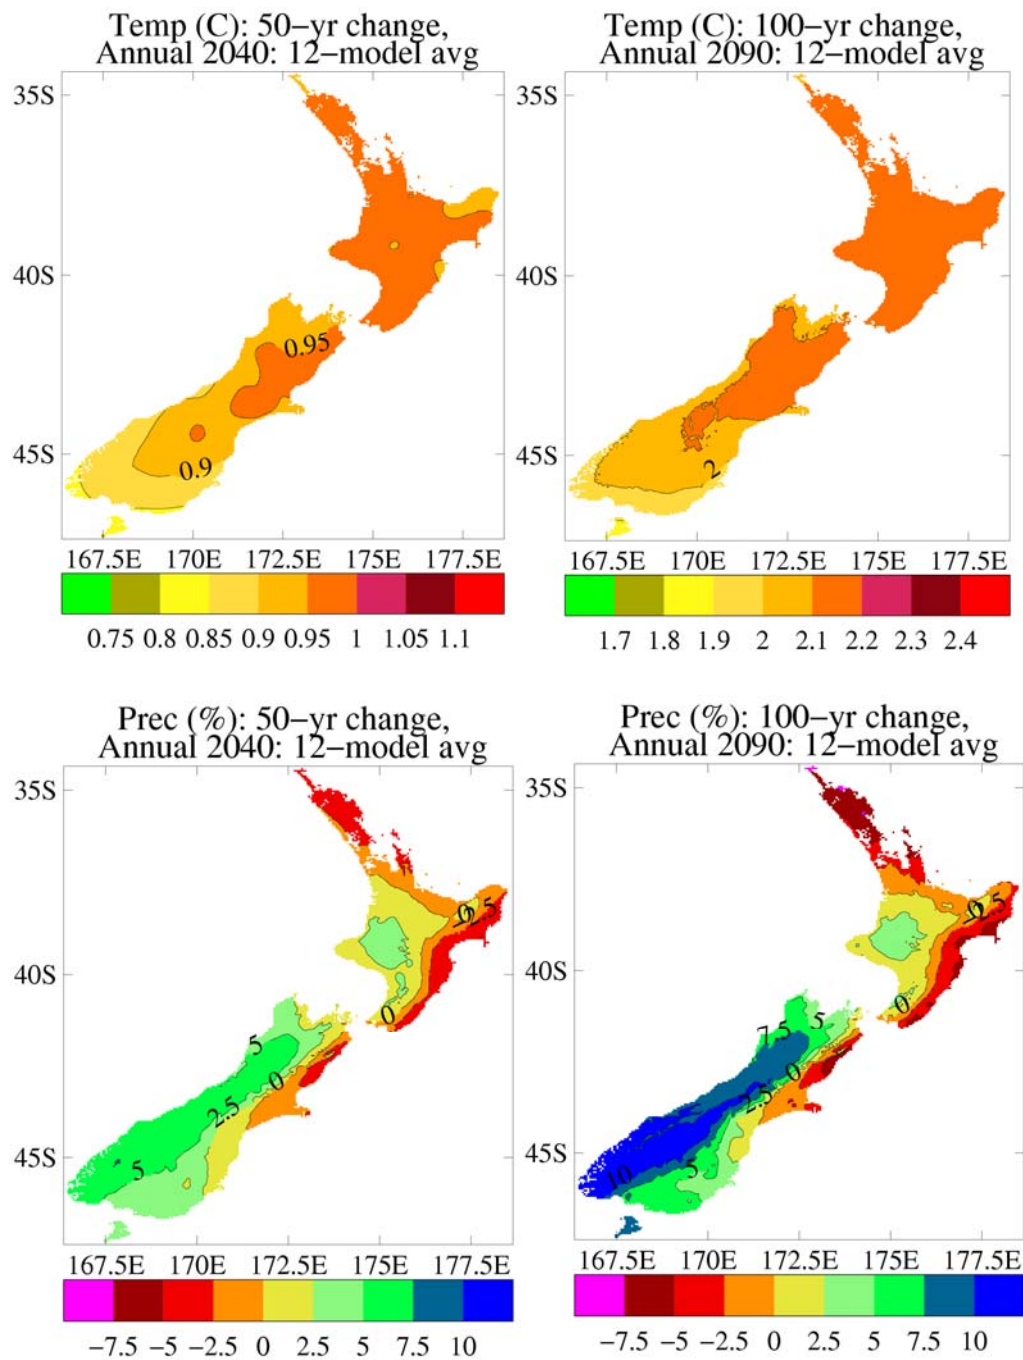 Temp (C): 50−yr change,
Annual 2040: 12−model avg
35S
40S
45S
0.95
0.9
167.5E 170E 172.5E 175E 177.5E
0.75 0.8 0.85 0.9 0.95 1 1.05 1.1
Temp (C): 100−yr change,
Annual 2090: 12−model avg
35S
40S
45S
2
167.5E 170E 172.5E 175E 177.5E
1.7 1.8 1.9 2 2.1 2.2 2.3 2.4
Prec (%): 50−yr change,
Annual 2040: 12−model avg
35S
40S
45S
0
−2.5
0
5
0
2.5
5
167.5E 170E 172.5E 175E 177.5E
−7.5 −5 −2.5 0 2.5 5 7.5 10
Prec (%): 100−yr change,
Annual 2090: 12−model avg
35S
40S
45S
0
−2.5
0
7.5
5
0
2.5
5
10
167.5E 170E 172.5E 175E 177.5E
−7.5 −5 −2.5 0 2.5 5 7.5 10